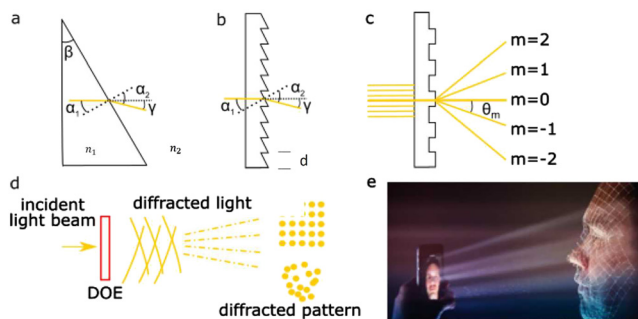 a
β
α₁
α₂
γ
n₁
n₂
b
α₁
α₂
γ
d
c
m=2
m=1
m=0
θₘ
m=-1
m=-2
d
incident
light beam
DOE
diffracted light
diffracted pattern
e